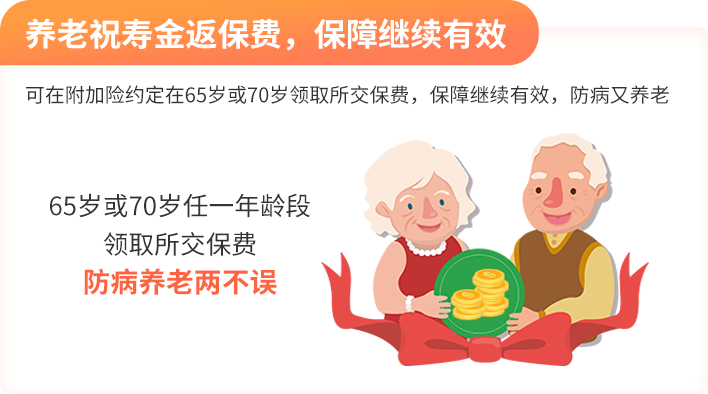 养老祝寿金返保费，保障继续有效
可在附加险约定在65岁或70岁领取所交保费，保障继续有效，防病又养老
65岁或70岁任一年龄段
领取所交保费
防病养老两不误